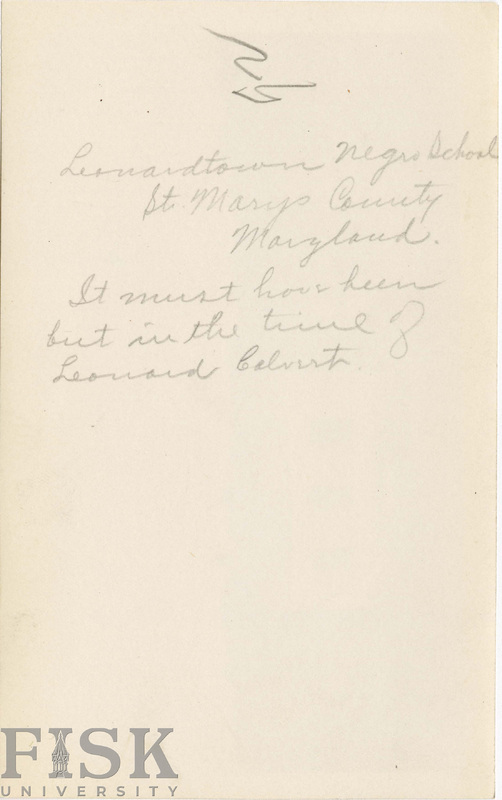 Leonardtown Negro School
St. Marys County
Maryland.
It must have been
but in the time of
Leonard Calvert.
FISK
UNIVERSITY